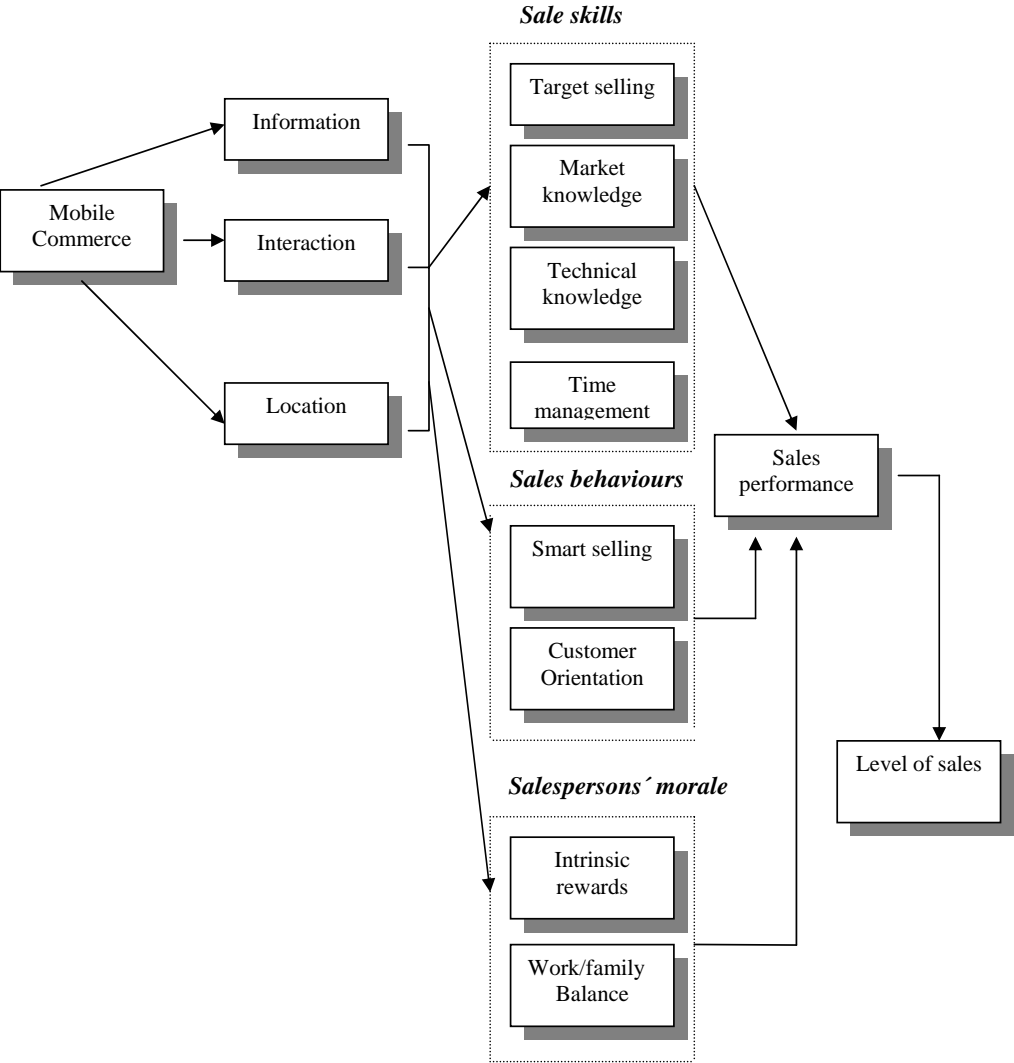 Sale skills
Target selling
Market
knowledge
Technical
knowledge
Time
management
Information
Mobile
Commerce
Interaction
Location
Sales
performance
Sales behaviours
Smart selling
Customer
Orientation
Level of sales
Salespersons´ morale
Intrinsic
rewards
Work/family
Balance